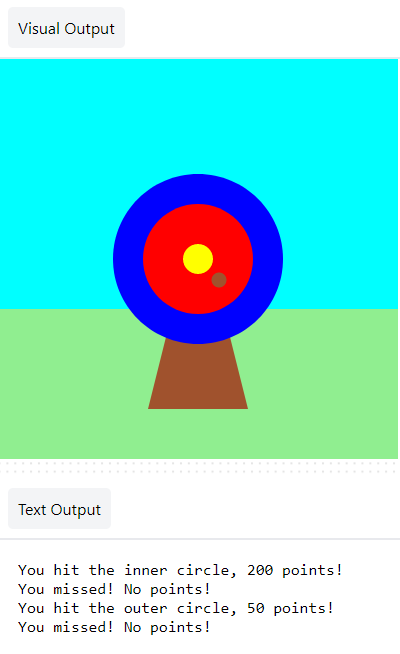 Visual Output
Text Output
You hit the inner circle, 200 points!
You missed! No points!
You hit the outer circle, 50 points!
You missed! No points!